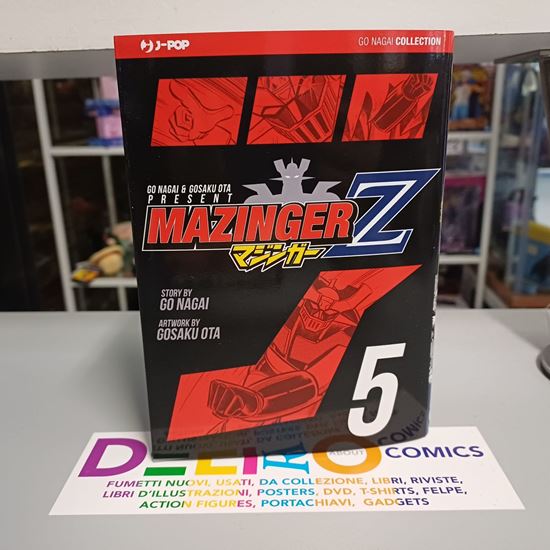 J-POP
GO NAGAI COLLECTION
GO NAGAI & GOSAKU OTA
PRESENT
MAZINGER Z
マジンガー
STORY BY
GO NAGAI
ARTWORK BY
GOSAKU OTA
5
DELIRO
ABOUT
COMICS
FUMETTI NUOVI, USATI, DA COLLEZIONE, LIBRI, RIVISTE,
LIBRI D'ILLUSTRAZIONI, POSTERS, DVD, T-SHIRTS, FELPE,
ACTION FIGURES, PORTACHIAVI, GADGETS